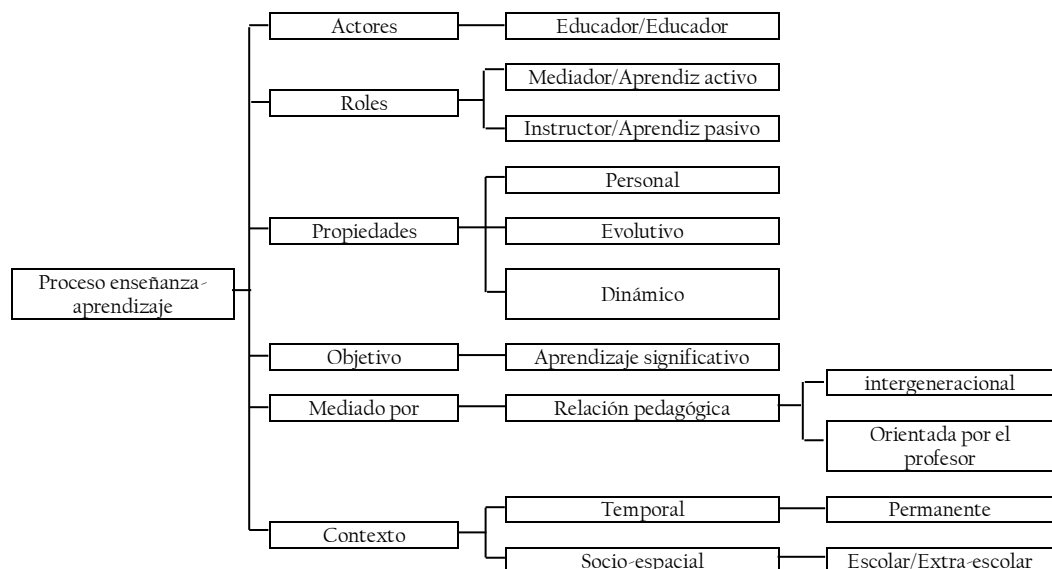 Actores
Educador/Educador
Roles
Mediador/Aprendiz activo
Instructor/Aprendiz pasivo
Propiedades
Personal
Evolutivo
Dinámico
Proceso enseñanza-
aprendizaje
Objetivo
Aprendizaje significativo
Mediado por
Relación pedagógica
intergeneracional
Orientada por el
profesor
Contexto
Temporal
Permanente
Socio-espacial
Escolar/Extra-escolar